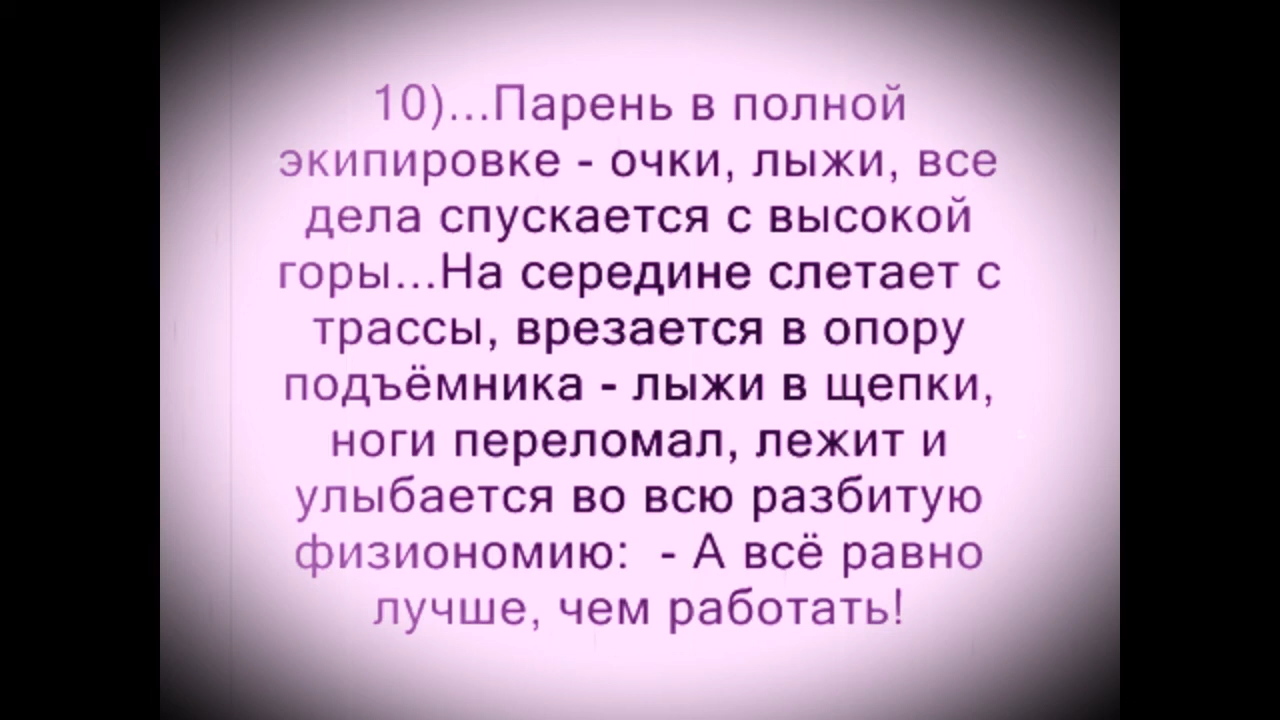 10)...Парень в полной
экипировке - очки, лыжи, все
дела спускается с высокой
горы...На середине слетает с
трассы, врезается в опору
подъёмника - лыжи в щепки,
ноги переломал, лежит и
улыбается во всю разбитую
физиономию:  - А всё равно
лучше, чем работать!